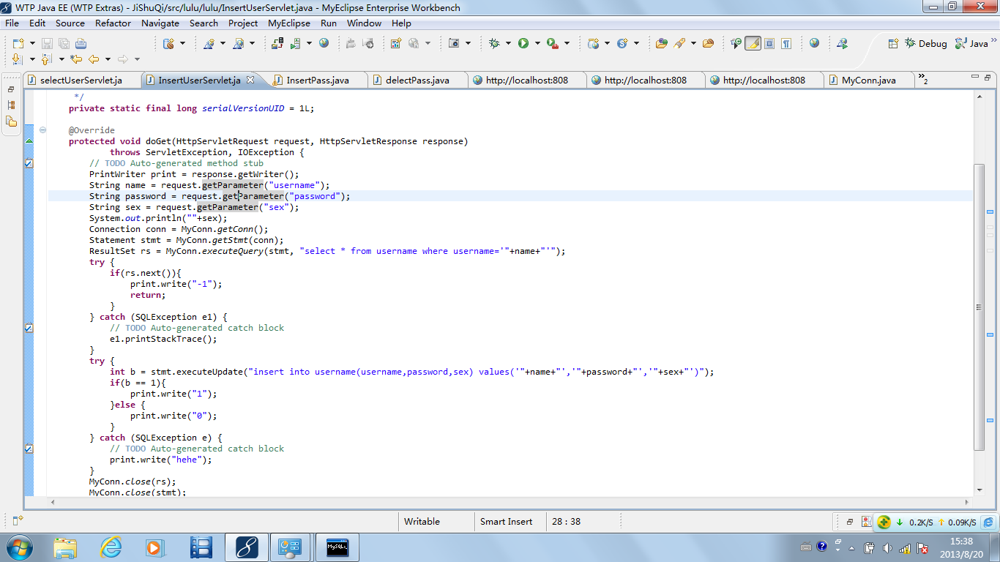 WTP Java EE (WTP Extras) - JiShuQi/src/lulu/lulu/InsertUserServlet.java - MyEclipse Enterprise Workbench
File Edit Source Refactor Navigate Search Project MyEclipse Run Window Help
Debug Java »
selectUserServlet.ja InsertUserServlet.ja InsertPass.java delectPass.java http://localhost:808 http://localhost:808 http://localhost:808 MyConn.java »2
*/
private static final long serialVersionUID = 1L;
@Override
protected void doGet(HttpServletRequest request, HttpServletResponse response)
throws ServletException, IOException {
// TODO Auto-generated method stub
PrintWriter print = response.getWriter();
String name = request.getParameter("username");
String password = request.getParameter("password");
String sex = request.getParameter("sex");
System.out.println(""+sex);
Connection conn = MyConn.getConn();
Statement stmt = MyConn.getStmt(conn);
ResultSet rs = MyConn.executeQuery(stmt, "select * from username where username='"+name+"'");
try {
if(rs.next()){
print.write("-1");
return;
}
} catch (SQLException e1) {
// TODO Auto-generated catch block
e1.printStackTrace();
}
try {
int b = stmt.executeUpdate("insert into username(username,password,sex) values('"+name+"','"+password+"','"+sex+"')");
if(b == 1){
print.write("1");
}else {
print.write("0");
}
} catch (SQLException e) {
// TODO Auto-generated catch block
print.write("hehe");
}
MyConn.close(rs);
MyConn.close(stmt);
Writable Smart Insert 28 : 38 0.2K/S 0.09K/S
MySQL
15:38
2013/8/20